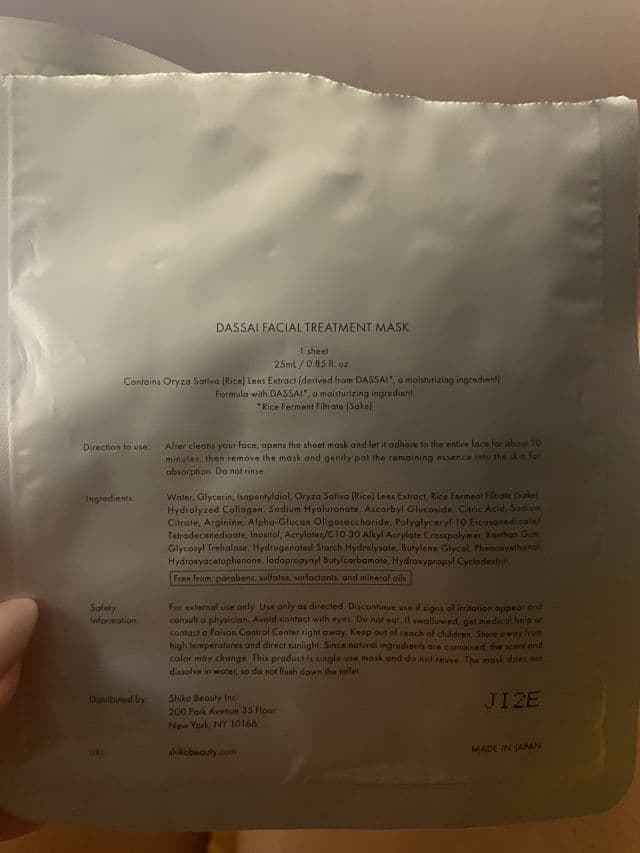 DASSAI FACIAL TREATMENT MASK
1 sheet
25mL / 0.85 fl. oz.
Contains Oryza Sativa (Rice) Lees Extract (derived from DASSAI*, a moisturizing ingredient)
Formula with DASSAI*, a moisturizing ingredient
*Rice Ferment Filtrate (Sake)
Direction to use: After cleans your face, opens the sheet mask and let it adhere to the entire face for about 10
minutes, then remove the mask and gently pat the remaining essence into the skin for
absorption. Do not rinse.
Ingredients: Water, Glycerin, Isopentyldiol, Oryza Sativa (Rice) Lees Extract, Rice Ferment Filtrate (Sake),
Hydrolyzed Collagen, Sodium Hyaluronate, Ascorbyl Glucoside, Citric Acid, Sodium
Citrate, Arginine, Alpha-Glucan Oligosaccharide, Polyglyceryl-10 Eicosanedioate/
Tetradecanedioate, Inositol, Acrylates/C10-30 Alkyl Acrylate Crosspolymer, Xanthan Gum,
Glycosyl Trehalose, Hydrogenated Starch Hydrolysate, Butylene Glycol, Phenoxyethanol,
Hydroxyacetophenone, Iodopropynyl Butylcarbamate, Hydroxypropyl Cyclodextrin
Free from: parabens, sulfates, surfactants, and mineral oils
Safety Information: For external use only. Use only as directed. Discontinue use if signs of irritation appear and
consult a physician. Avoid contact with eyes. Do not eat. If swallowed, get medical help or
contact a Poison Control Center right away. Keep out of reach of children. Store away from
high temperatures and direct sunlight. Since natural ingredients are contained, the scent and
color may change. This product is single-use mask and do not reuse. The mask does not
dissolve in water, so do not flush down the toilet.
Distributed by: Shiko Beauty Inc.
200 Park Avenue 35 Floor
New York, NY 10166
JI2E
URL: shikobeauty.com
MADE IN JAPAN